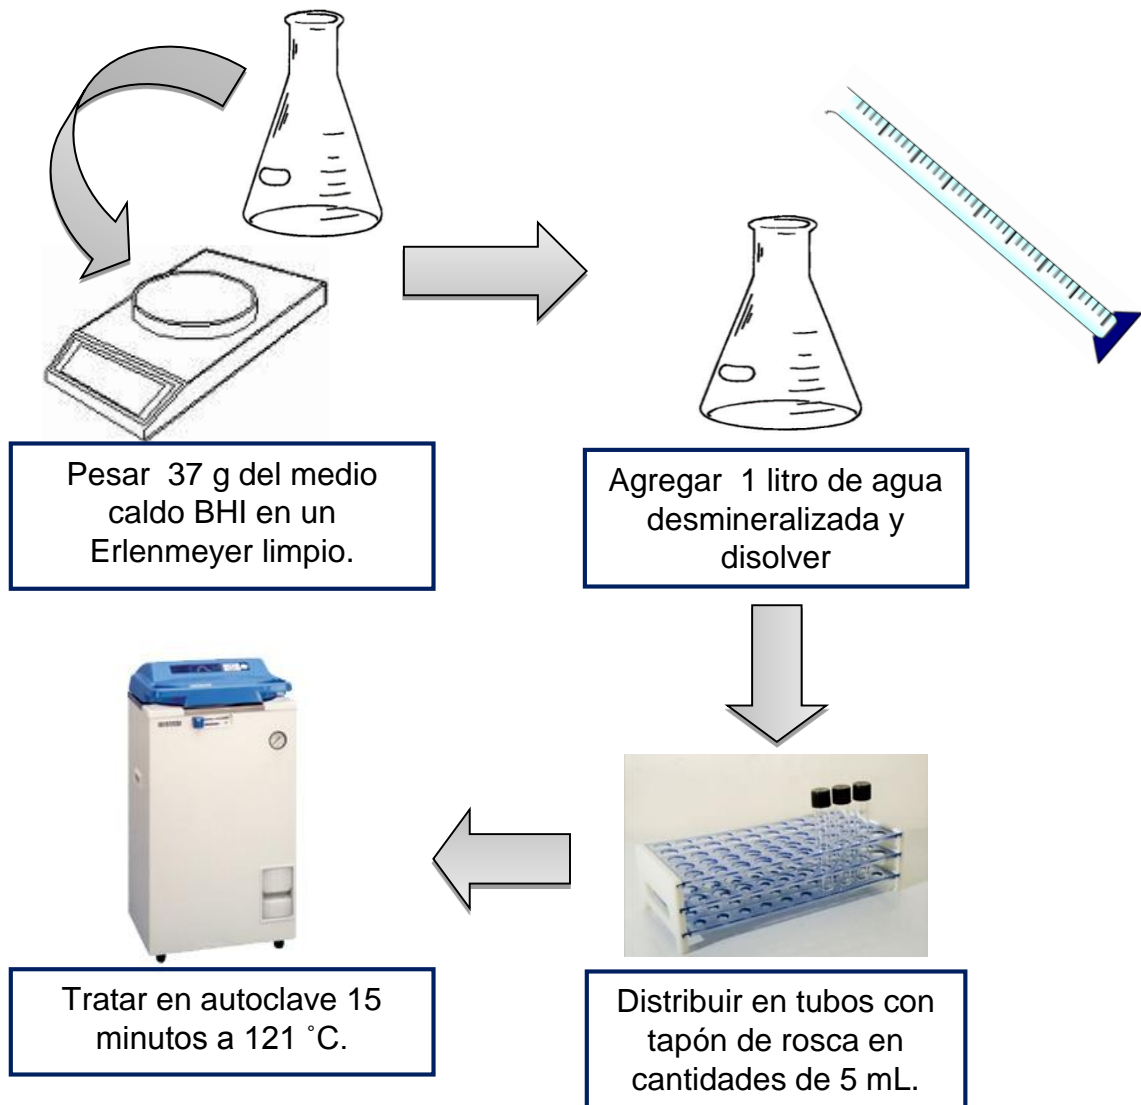 Pesar 37 g del medio
caldo BHI en un
Erlenmeyer limpio.
Agregar 1 litro de agua
desmineralizada y
disolver
Distribuir en tubos con
tapón de rosca en
cantidades de 5 mL.
Tratar en autoclave 15
minutos a 121 ˚C.